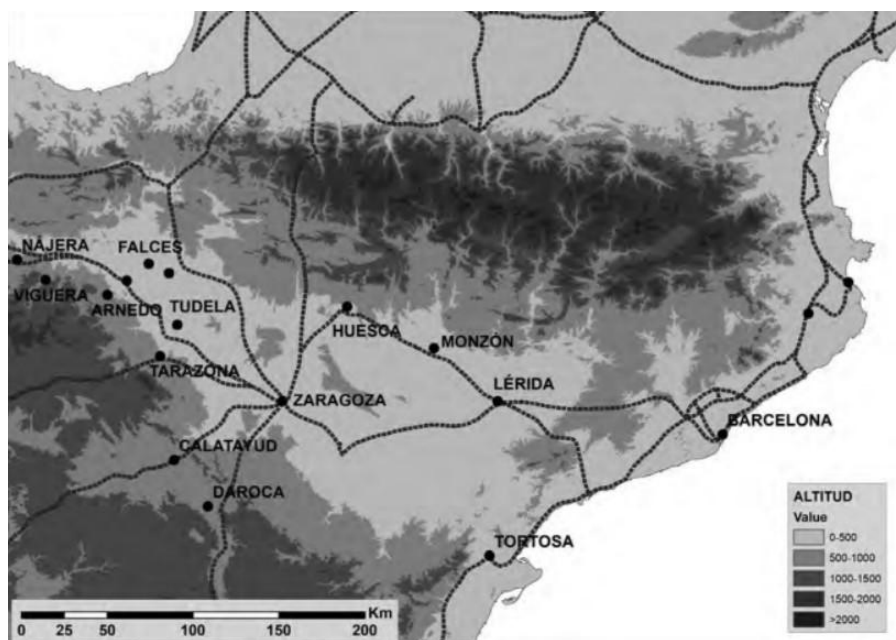 FALCES
NÁJERA
VIGUERA
ARNEDO
TUDELA
HUESCA
MONZÓN
TARAZONA
ZARAGOZA
LÉRIDA
BARCELONA
CALATAYUD
DAROCA
TORTOSA
ALTITUD
Value
0-500
500-1000
1000-1500
1500-2000
>2000
Km
0 25 50 100 150 200